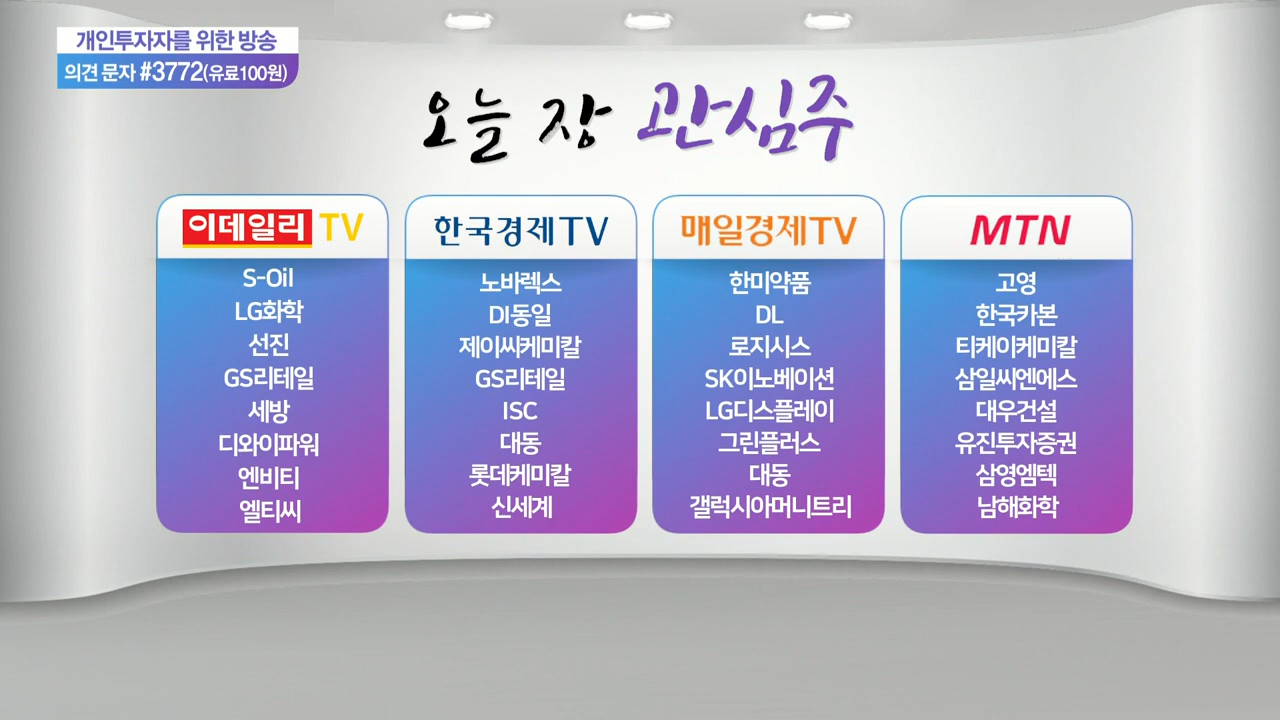 개인투자자를 위한 방송
의견 문자 #3772(유료100원)
오늘 장 관심주
이데일리 TV
S-Oil
LG화학
선진
GS리테일
세방
디와이파워
엔비티
엘티씨
한국경제TV
노바렉스
DI동일
제이씨케미칼
GS리테일
ISC
대동
롯데케미칼
신세계
매일경제TV
한미약품
DL
로지시스
SK이노베이션
LG디스플레이
그린플러스
대동
갤럭시아머니트리
MTN
고영
한국카본
티케이케미칼
삼일씨엔에스
대우건설
유진투자증권
삼영엠텍
남해화학